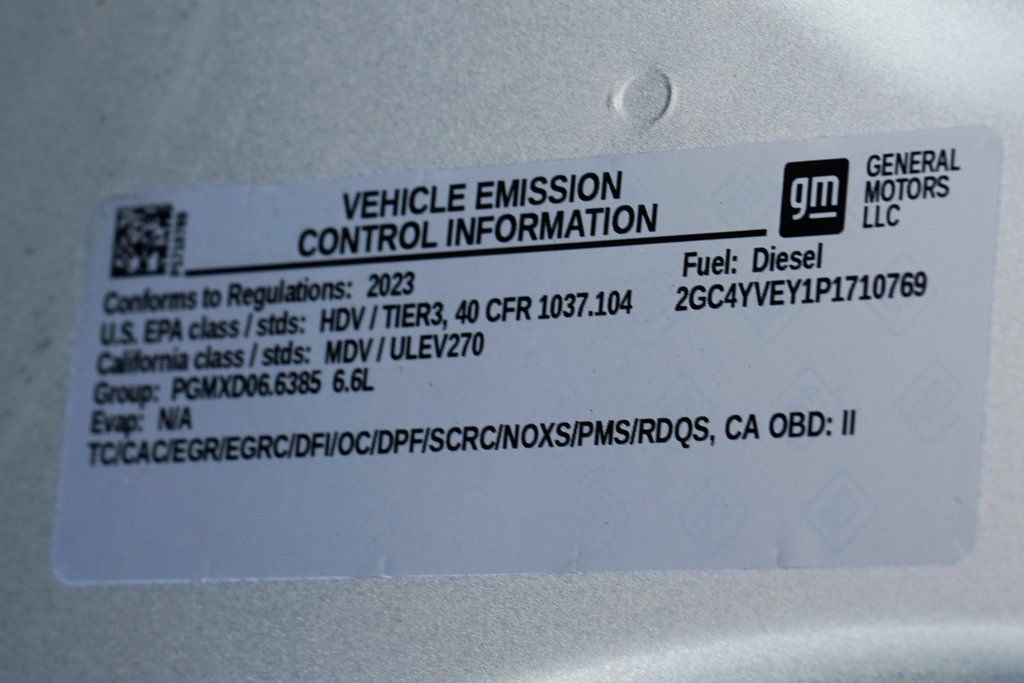 VEHICLE EMISSION
CONTROL INFORMATION
gm
GENERAL
MOTORS
LLC
Conforms to Regulations: 2023
Fuel: Diesel
U.S. EPA class / stds: HDV / TIER3, 40 CFR 1037.104
2GC4YVEY1P1710769
California class / stds: MDV / ULEV270
Group: PGMXD06.6385 6.6L
Evap: N/A
TC/CAC/EGR/EGRC/DFI/OC/DPF/SCRC/NOXS/PMS/RDQS, CA OBD: II